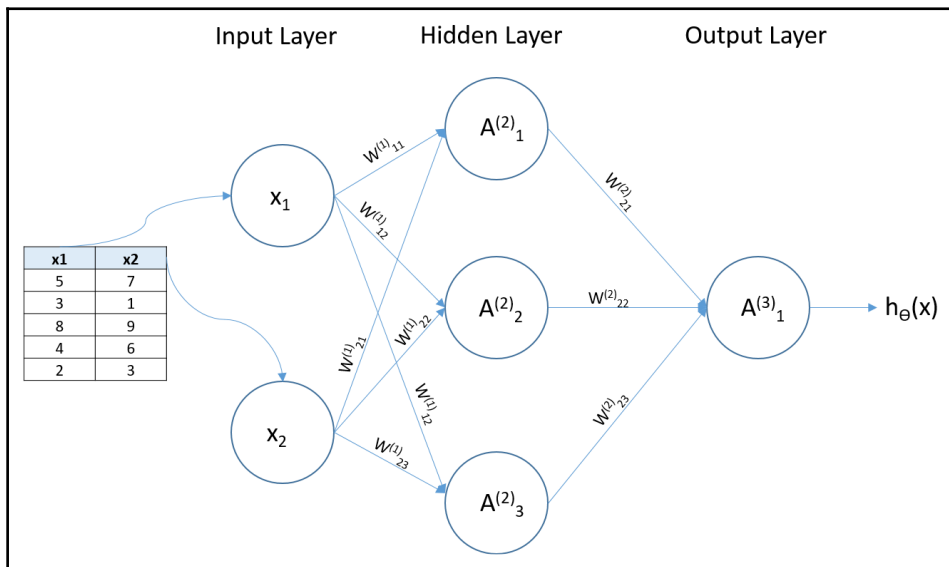 Input Layer Hidden Layer Output Layer
A⁽²⁾₁
W⁽¹⁾₁₁
x₁
W⁽²⁾₂₁
W⁽¹⁾₁₂
x1 x2
5 7
3 1
8 9
4 6
2 3
A⁽²⁾₂
W⁽²⁾₂₂
A⁽³⁾₁
hϴ(x)
W⁽¹⁾₂₂
W⁽¹⁾₂₁
W⁽¹⁾₁₂
W⁽²⁾₂₃
x₂
W⁽¹⁾₂₃
A⁽²⁾₃